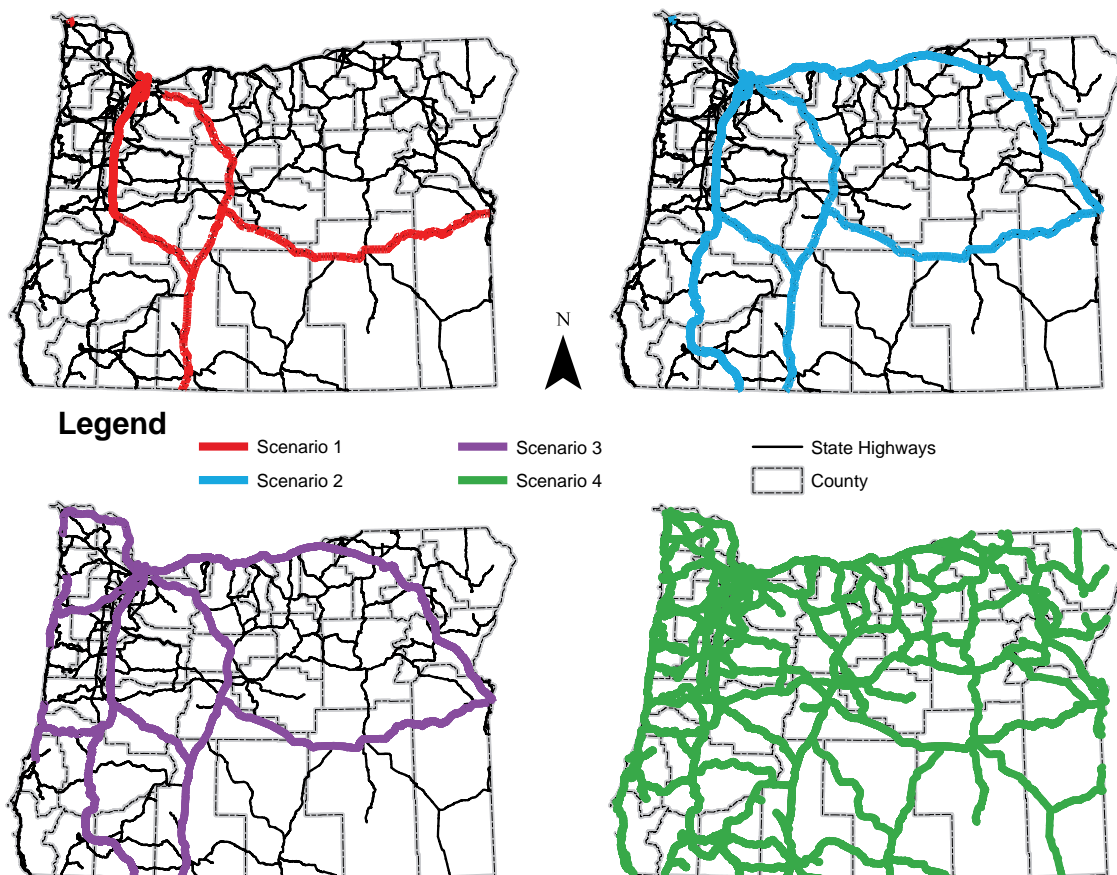 N
Legend
Scenario 1
Scenario 3
State Highways
Scenario 2
Scenario 4
County